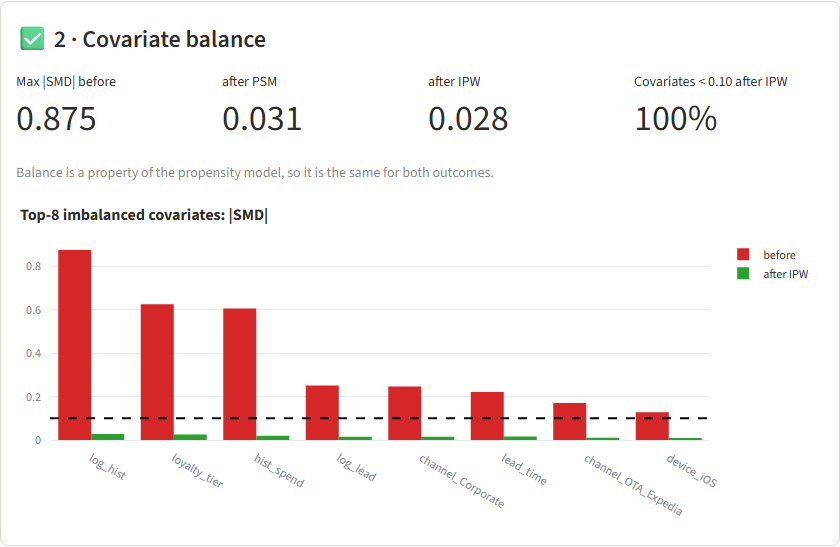 ✅ 2 · Covariate balance
Max |SMD| before
after PSM
after IPW
Covariates < 0.10 after IPW
0.875
0.031
0.028
100%
Balance is a property of the propensity model, so it is the same for both outcomes.
Top-8 imbalanced covariates: |SMD|
before
after IPW
0.8
0.6
0.4
0.2
0
log_hist
loyalty_tier
hist_spend
log_lead
channel_Corporate
lead_time
channel_OTA_Expedia
device_iOS